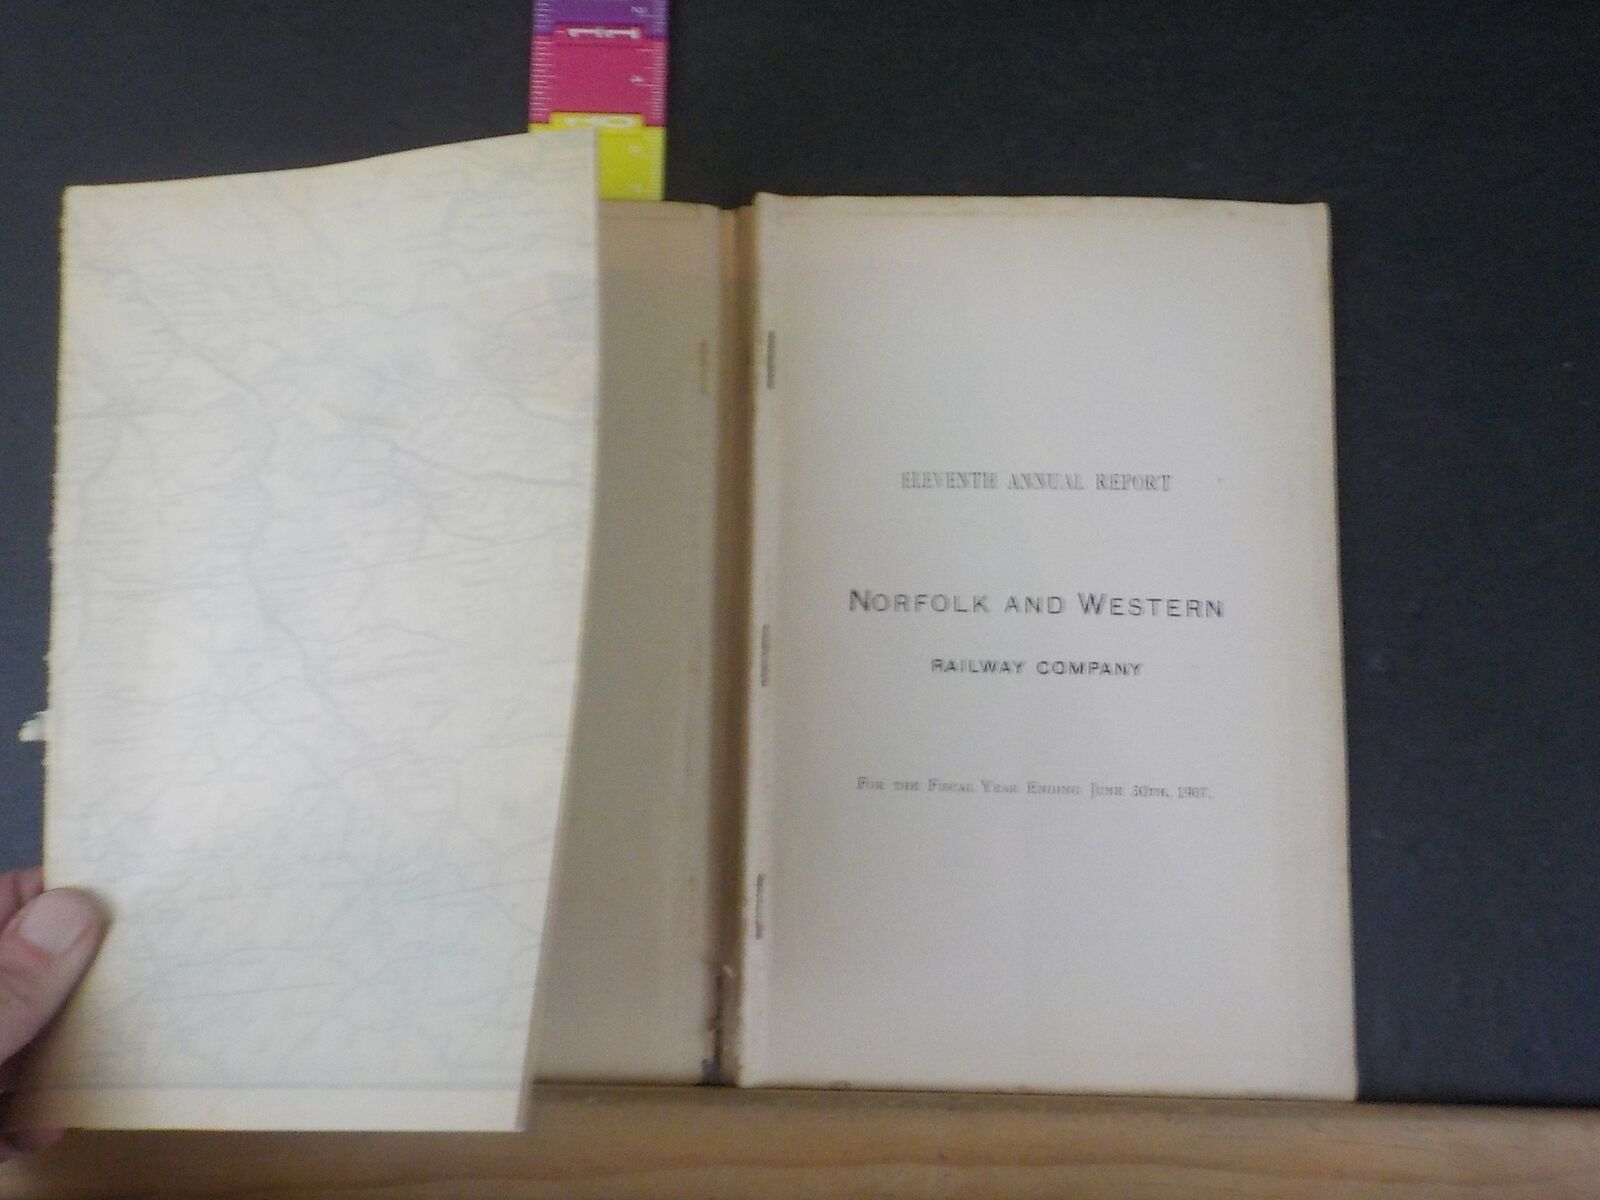 ELEVENTH ANNUAL REPORT
NORFOLK AND WESTERN
RAILWAY COMPANY
FOR THE FISCAL YEAR ENDING JUNE 30TH, 1907.